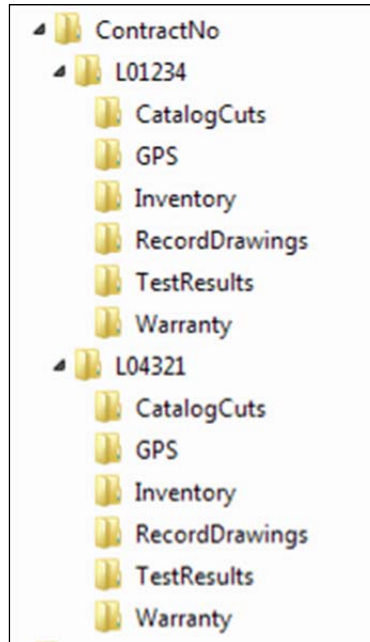 ContractNo
L01234
CatalogCuts
GPS
Inventory
RecordDrawings
TestResults
Warranty
L04321
CatalogCuts
GPS
Inventory
RecordDrawings
TestResults
Warranty